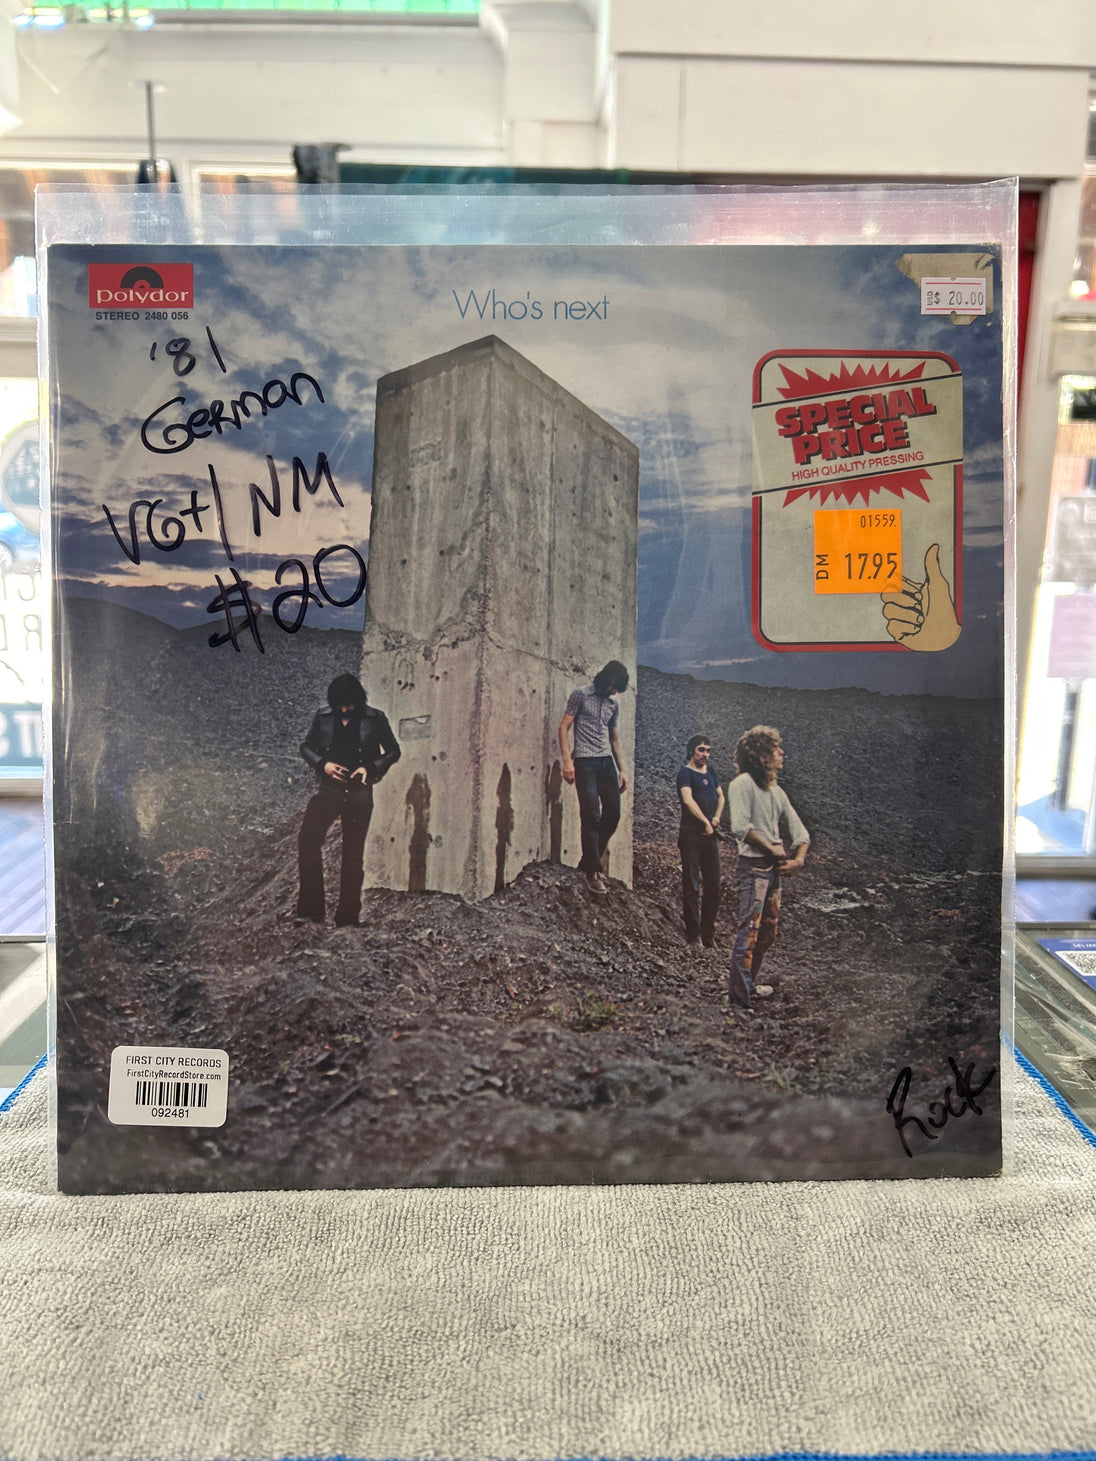 polydor
STEREO 2480 056
Who's next
USD $ 20.00
'81
German
VG+/NM
$20
SPECIAL
PRICE
HIGH QUALITY PRESSING
01559.
DM 17.95
FIRST CITY RECORDS
FirstCityRecordStore.com
092481
Rock